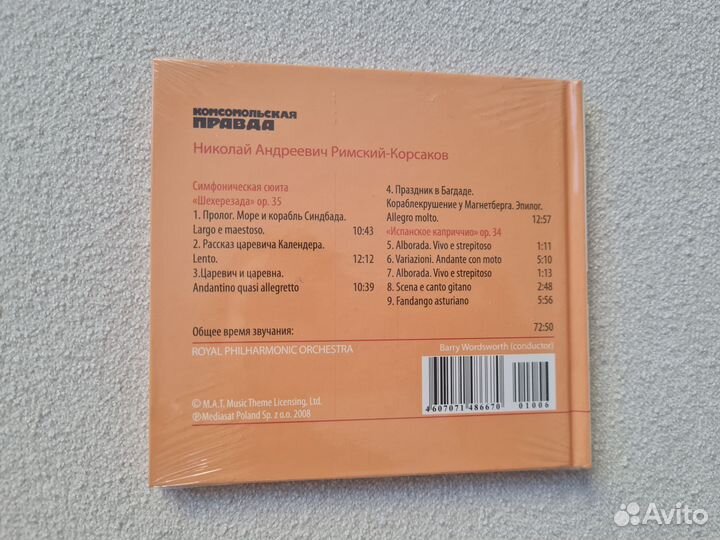 КОМСОМОЛЬСКАЯ
ПРАВДА
Николай Андреевич Римский-Корсаков
Симфоническая сюита
«Шехерезада» op. 35
1. Пролог. Море и корабль Синдбада.
Largo e maestoso. 10:43
2. Рассказ царевича Календера.
Lento. 12:12
3.Царевич и царевна.
Andantino quasi allegretto 10:39
4. Праздник в Багдаде.
Кораблекрушение у Магнетберга. Эпилог.
Allegro molto. 12:57
«Испанское каприччио» op. 34
5. Alborada. Vivo e strepitoso 1:11
6. Variazioni. Andante con moto 5:10
7. Alborada. Vivo e strepitoso 1:13
8. Scena e canto gitano 2:48
9. Fandango asturiano 5:56
Общее время звучания: 72:50
ROYAL PHILHARMONIC ORCHESTRA Barry Wordsworth (conductor)
© M.A.T. Music Theme Licensing, Ltd.
℗Mediasat Poland Sp. z o.o. 2008
4607071486670
01006
Avito